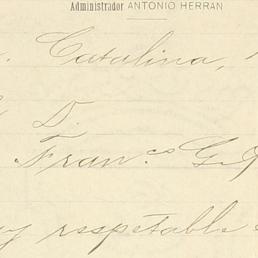 Administrador ANTONIO HERRAN
Catalina,
D.
Fran.co G.
respetable